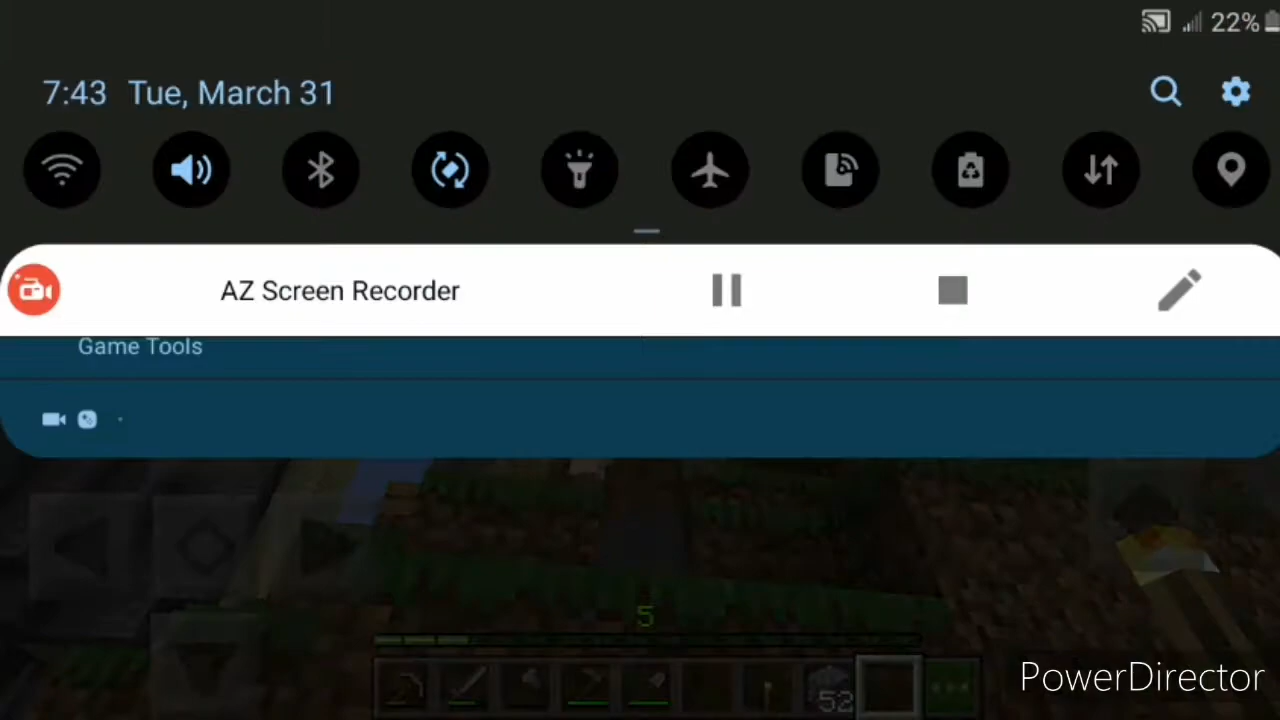 22%
7:43 Tue, March 31
AZ Screen Recorder
Game Tools
5
52
PowerDirector